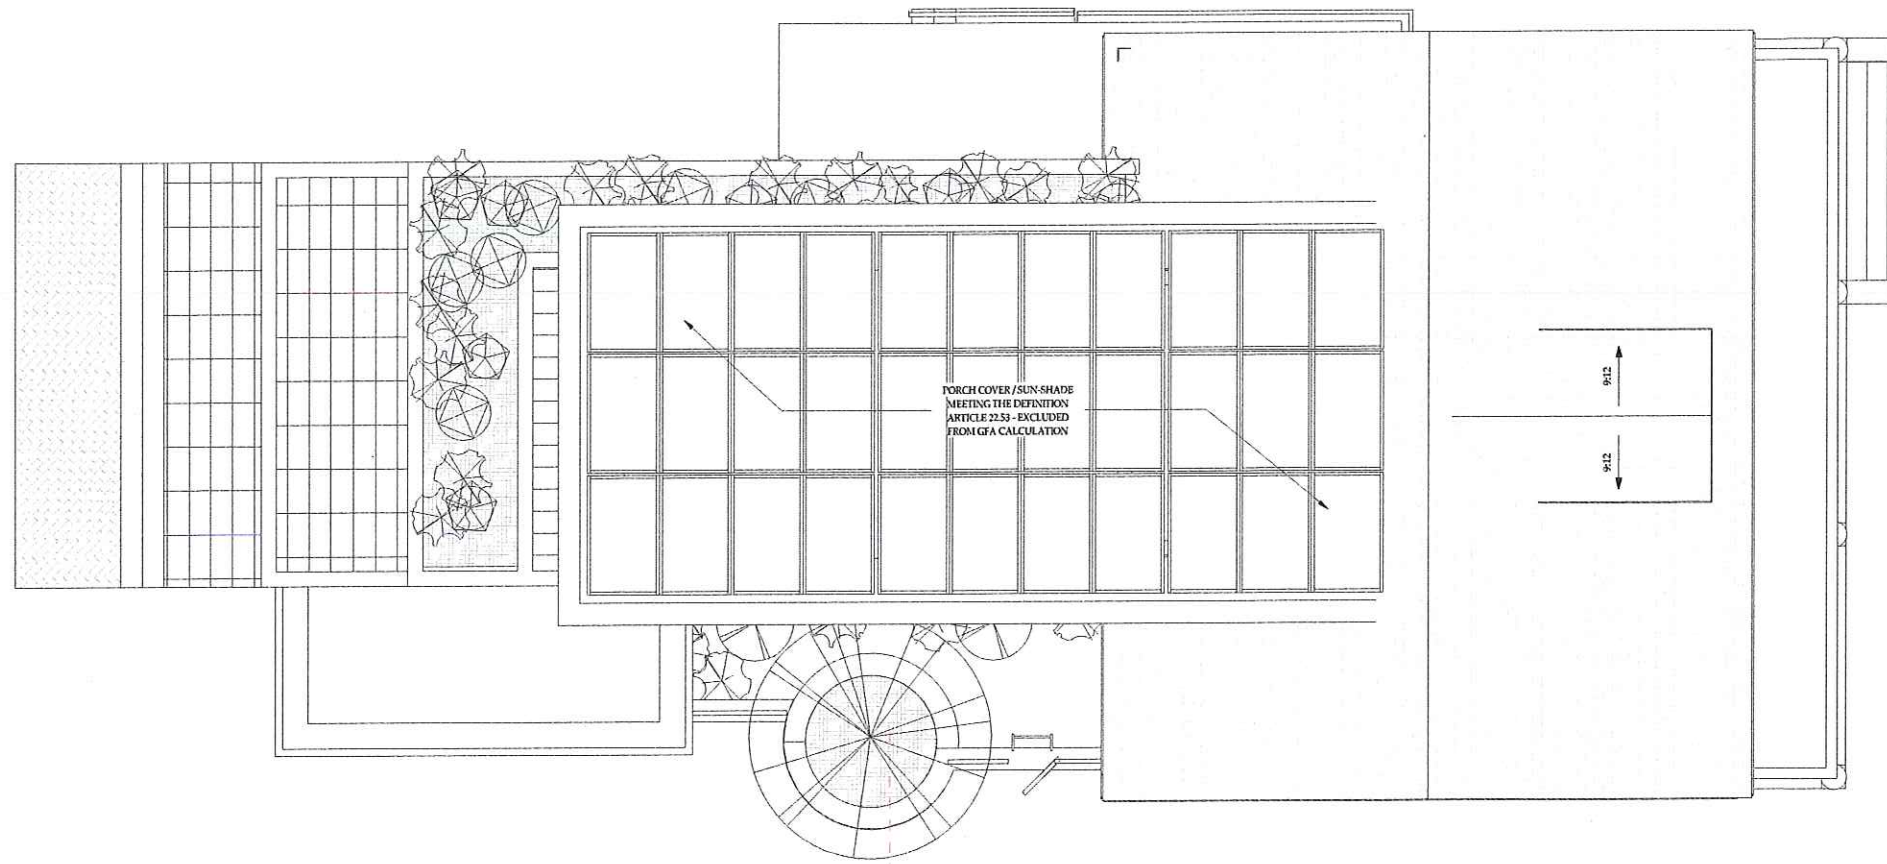 PORCH COVER / SUN-SHADE
MEETING THE DEFINITION
ARTICLE 22.53 - EXCLUDED
FROM GFA CALCULATION
9:12
9:12